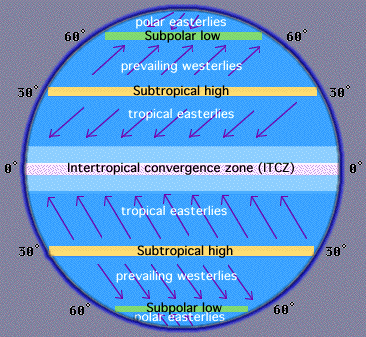 polar easterlies
60° Subpolar low 60°
prevailing westerlies
30° Subtropical high 30°
tropical easterlies
0° Intertropical convergence zone (ITCZ) 0°
tropical easterlies
30° Subtropical high 30°
prevailing westerlies
60° Subpolar low 60°
polar easterlies